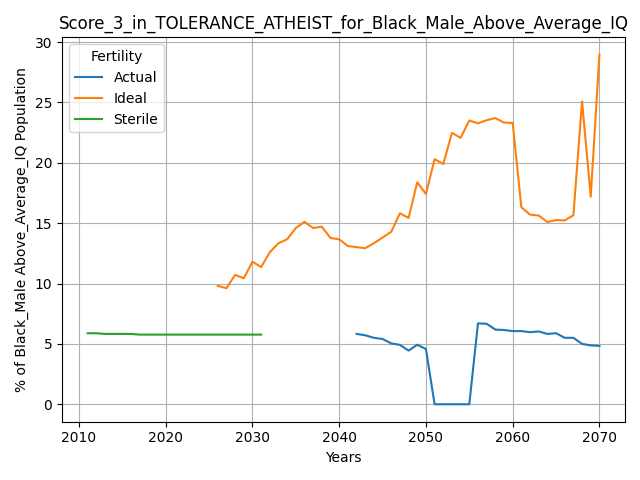 Score_3_in_TOLERANCE_ATHEIST_for_Black_Male_Above_Average_IQ
% of Black_Male Above_Average_IQ Population
30
25
20
15
10
5
0
Fertility
Actual
Ideal
Sterile
2010
2020
2030
2040
2050
2060
2070
Years